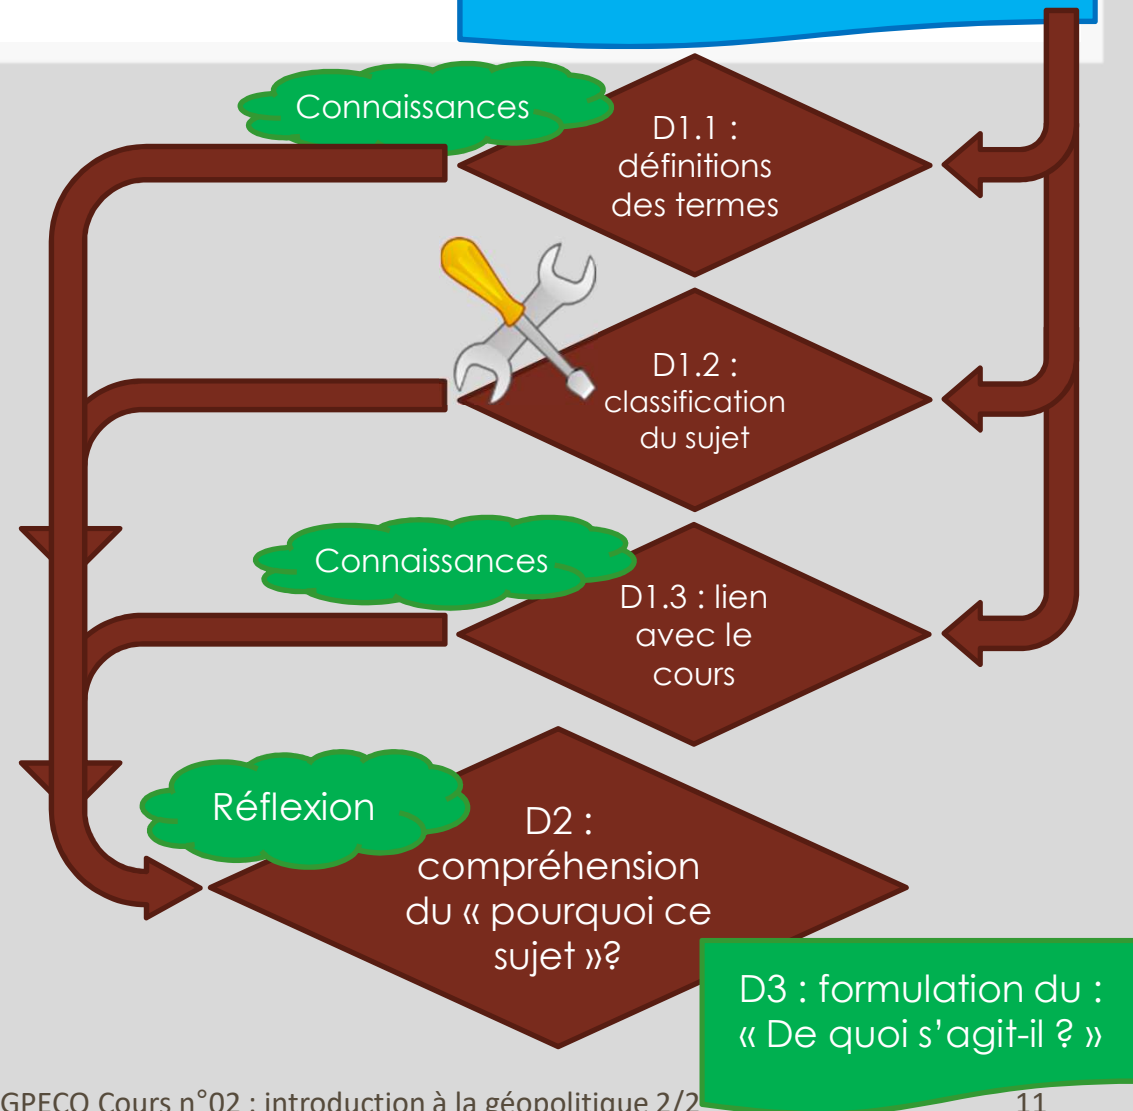 Connaissances
D1.1 :
définitions
des termes
D1.2 :
classification
du sujet
Connaissances
D1.3 : lien
avec le
cours
Réflexion
D2 :
compréhension
du « pourquoi ce
sujet »?
D3 : formulation du :
« De quoi s’agit-il ? »
GPECO Cours n°02 : introduction à la géopolitique 2/2
11